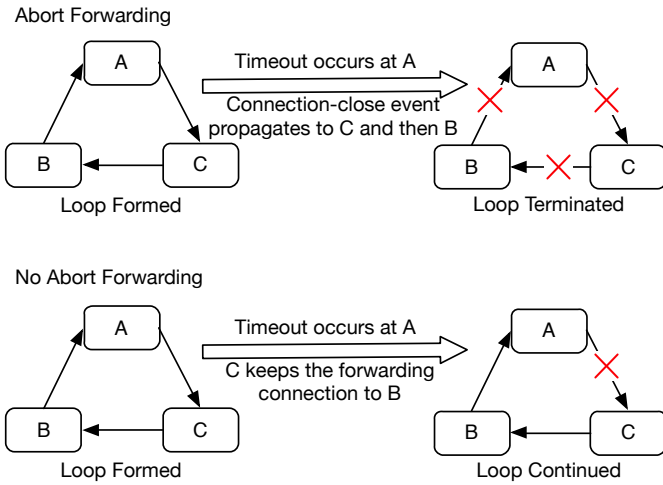 Abort Forwarding
A
B
C
Loop Formed
Timeout occurs at A
Connection-close event
propagates to C and then B
A
B
C
Loop Terminated
No Abort Forwarding
A
B
C
Loop Formed
Timeout occurs at A
C keeps the forwarding
connection to B
A
B
C
Loop Continued